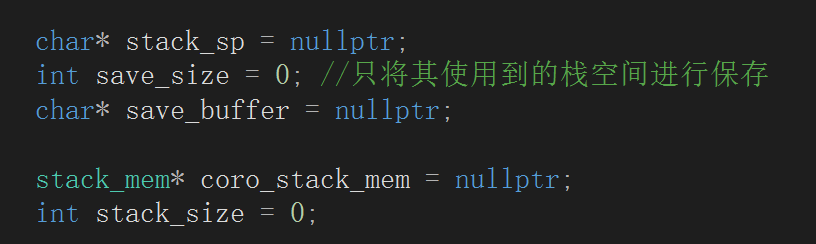 char* stack_sp = nullptr;
int save_size = 0; //只将其使用到的栈空间进行保存
char* save_buffer = nullptr;
stack_mem* coro_stack_mem = nullptr;
int stack_size = 0;